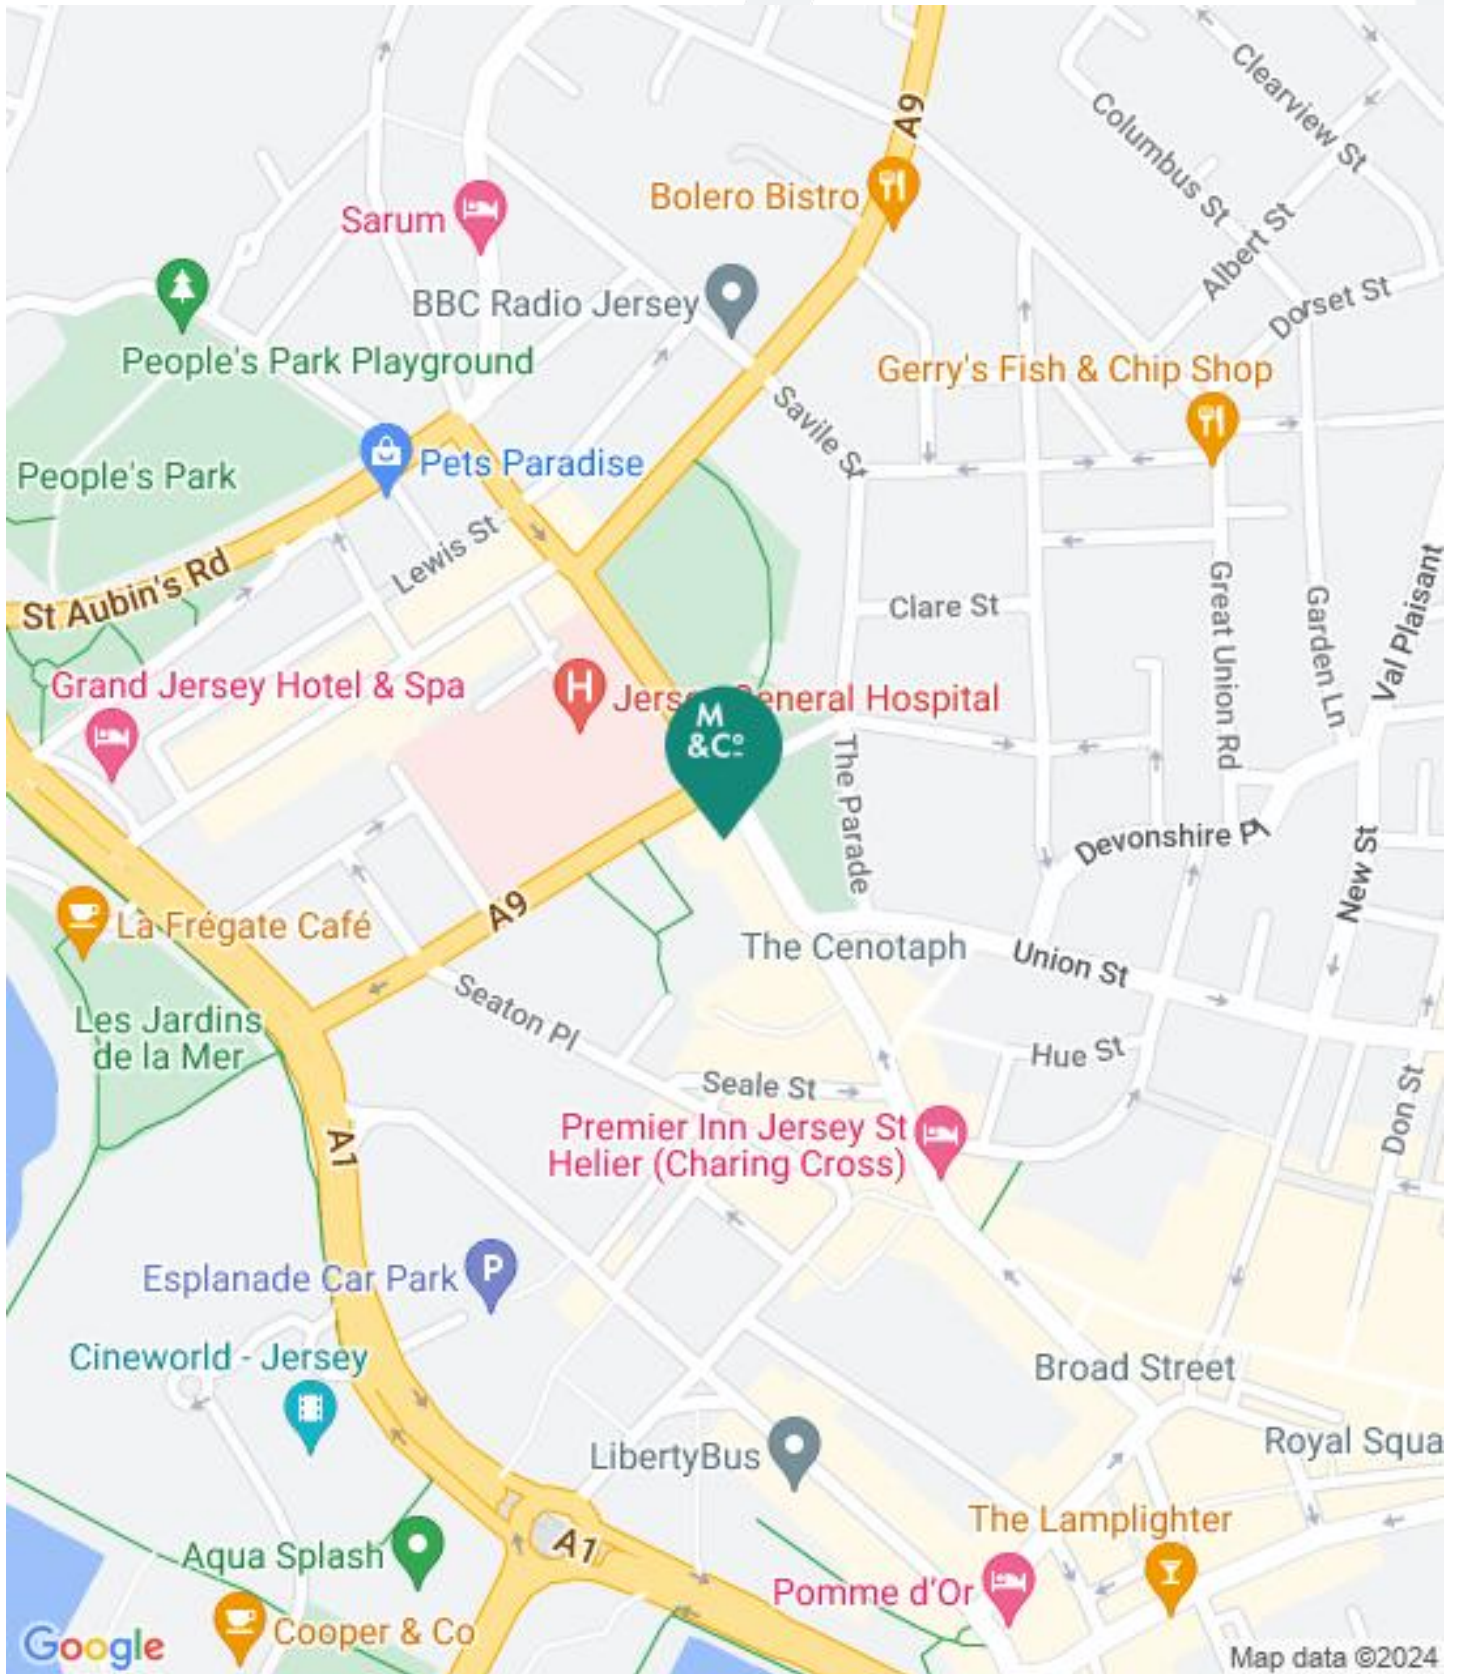 A9
Clearview St
Columbus St
Bolero Bistro
Sarum
Albert St
BBC Radio Jersey
Dorset St
People's Park Playground
Gerry's Fish & Chip Shop
Savile St
Pets Paradise
People's Park
Lewis St
St Aubin's Rd
Clare St
Great Union Rd
Garden Ln
Val Plaisant
Grand Jersey Hotel & Spa
H
General Hospital
M
&Co
The Parade
Devonshire Pl
New St
A9
La Frégate Café
The Cenotaph
Union St
Seaton Pl
Les Jardins
de la Mer
Hue St
Seale St
Don St
Premier Inn Jersey St
Helier (Charing Cross)
A1
Esplanade Car Park
P
Cineworld - Jersey
Broad Street
Royal Squa
LibertyBus
The Lamplighter
A1
Aqua Splash
Pomme d'Or
Cooper & Co
Google
Map data ©2024